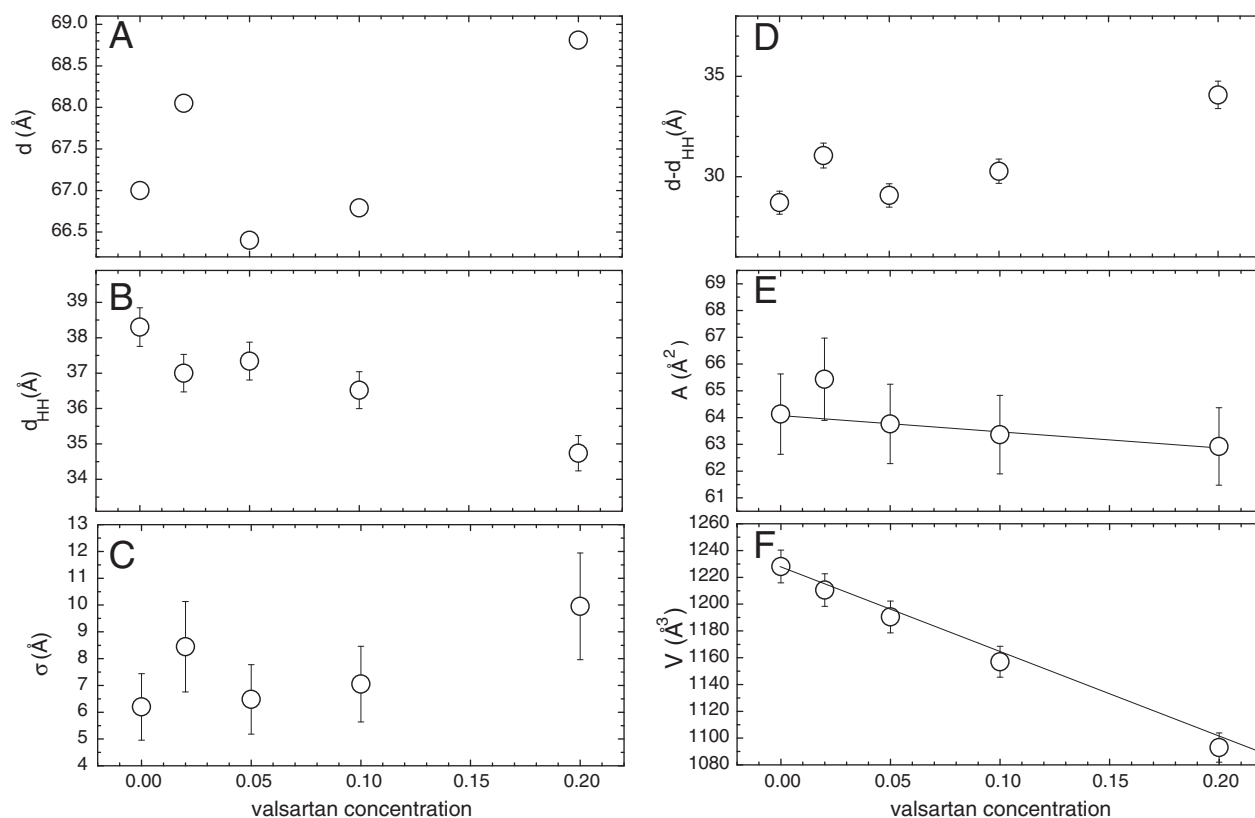 A
69.0
68.5
68.0
67.5
67.0
66.5
d (Å)
B
39
38
37
36
35
34
d_HH(Å)
C
13
12
11
10
9
8
7
6
5
4
σ (Å)
0.00 0.05 0.10 0.15 0.20
valsartan concentration
D
35
30
d-d_HH(Å)
E
69
68
67
66
65
64
63
62
61
A (Å²)
F
1260
1240
1220
1200
1180
1160
1140
1120
1100
1080
V (Å³)
0.00 0.05 0.10 0.15 0.20
valsartan concentration